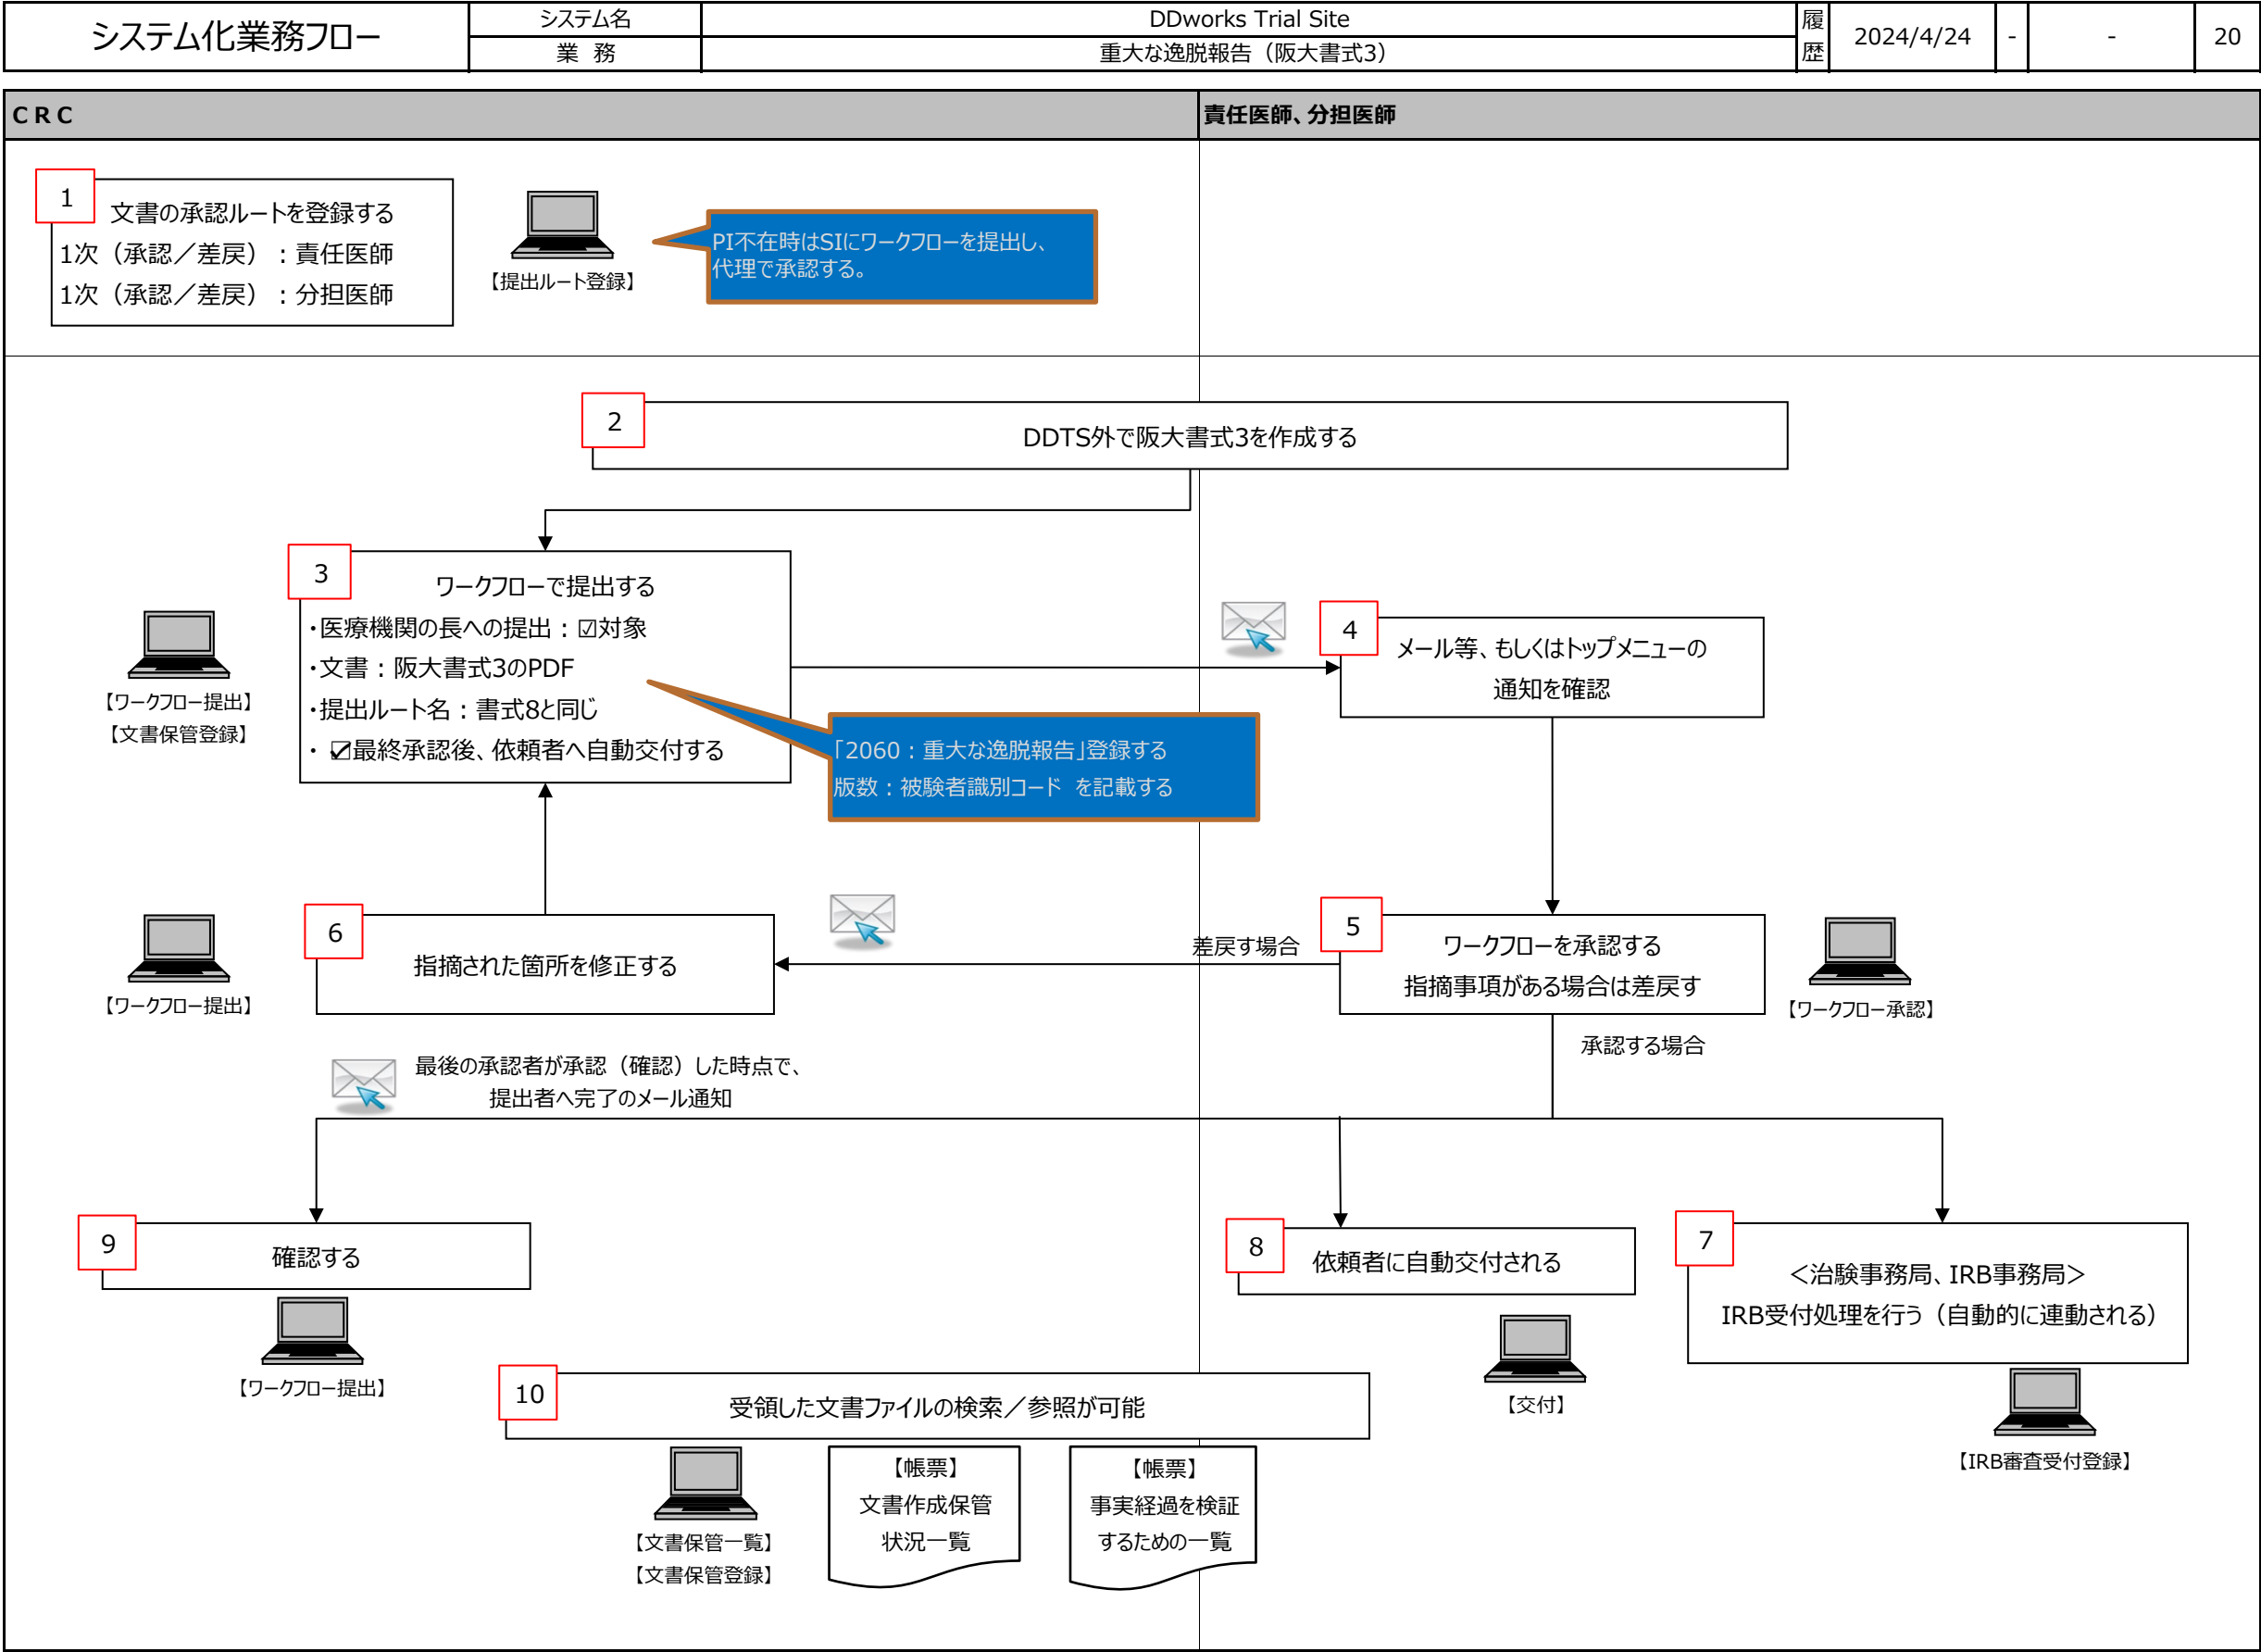 システム化業務フロー
システム名
DDworks Trial Site
履歴
2024/4/24
-
-
20
業 務
重大な逸脱報告（阪大書式3）
ＣＲＣ
責任医師、分担医師
1
文書の承認ルートを登録する
1次（承認／差戻）：責任医師
1次（承認／差戻）：分担医師
【提出ルート登録】
PI不在時はSIにワークフローを提出し、
代理で承認する。
2
DDTS外で阪大書式3を作成する
3
ワークフローで提出する
・医療機関の長への提出：☑対象
・文書：阪大書式3のPDF
・提出ルート名：書式8と同じ
・ ☑最終承認後、依頼者へ自動交付する
【ワークフロー提出】
【文書保管登録】
「2060：重大な逸脱報告」登録する
版数：被験者識別コード を記載する
4
メール等、もしくはトップメニューの
通知を確認
5
ワークフローを承認する
指摘事項がある場合は差戻す
【ワークフロー承認】
差戻す場合
承認する場合
6
指摘された箇所を修正する
【ワークフロー提出】
最後の承認者が承認（確認）した時点で、
提出者へ完了のメール通知
9
確認する
【ワークフロー提出】
8
依頼者に自動交付される
【交付】
7
＜治験事務局、IRB事務局＞
IRB受付処理を行う（自動的に連動される）
【IRB審査受付登録】
10
受領した文書ファイルの検索／参照が可能
【文書保管一覧】
【文書保管登録】
【帳票】
文書作成保管
状況一覧
【帳票】
事実経過を検証
するための一覧